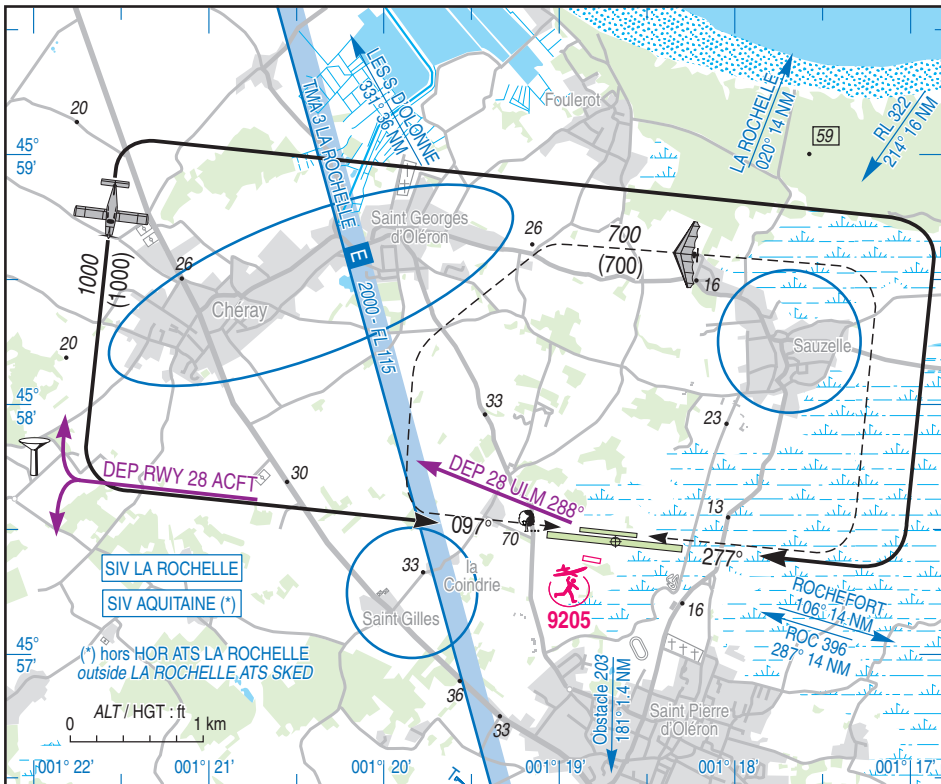 20
45°
59'
LES S. D'OLONNE
331° 36 NM
TMA 3 LA ROCHELLE
Foulerot
LA ROCHELLE
020° 14 NM
59
RL 322
214° 16 NM
1000
(1000)
26
Saint Georges
d'Oléron
26
700
(700)
16
E
Chéray
2000 - FL 115
20
Sauzelle
45°
58'
33
23
DEP RWY 28 ACFT
30
DEP 28 ULM 288°
097°
70
13
277°
SIV LA ROCHELLE
SIV AQUITAINE (*)
33
la
Coindrie
Saint Gilles
9205
16
ROCHEFORT
106° 14 NM
ROC 396
287° 14 NM
45°
57'
(*) hors HOR ATS LA ROCHELLE
outside LA ROCHELLE ATS SKED
36
33
Obstacle 203
181° 1.4 NM
Saint Pierre
d'Oléron
ALT / HGT : ft
0 1 km
001° 22' 001° 21' 001° 20' 001° 19' 001° 18' 001° 17'